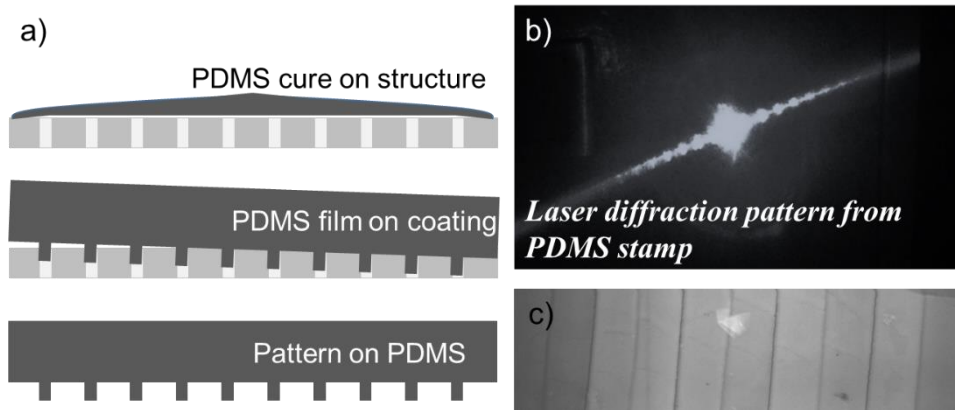 a)
PDMS cure on structure
PDMS film on coating
Pattern on PDMS
b)
Laser diffraction pattern from
PDMS stamp
c)